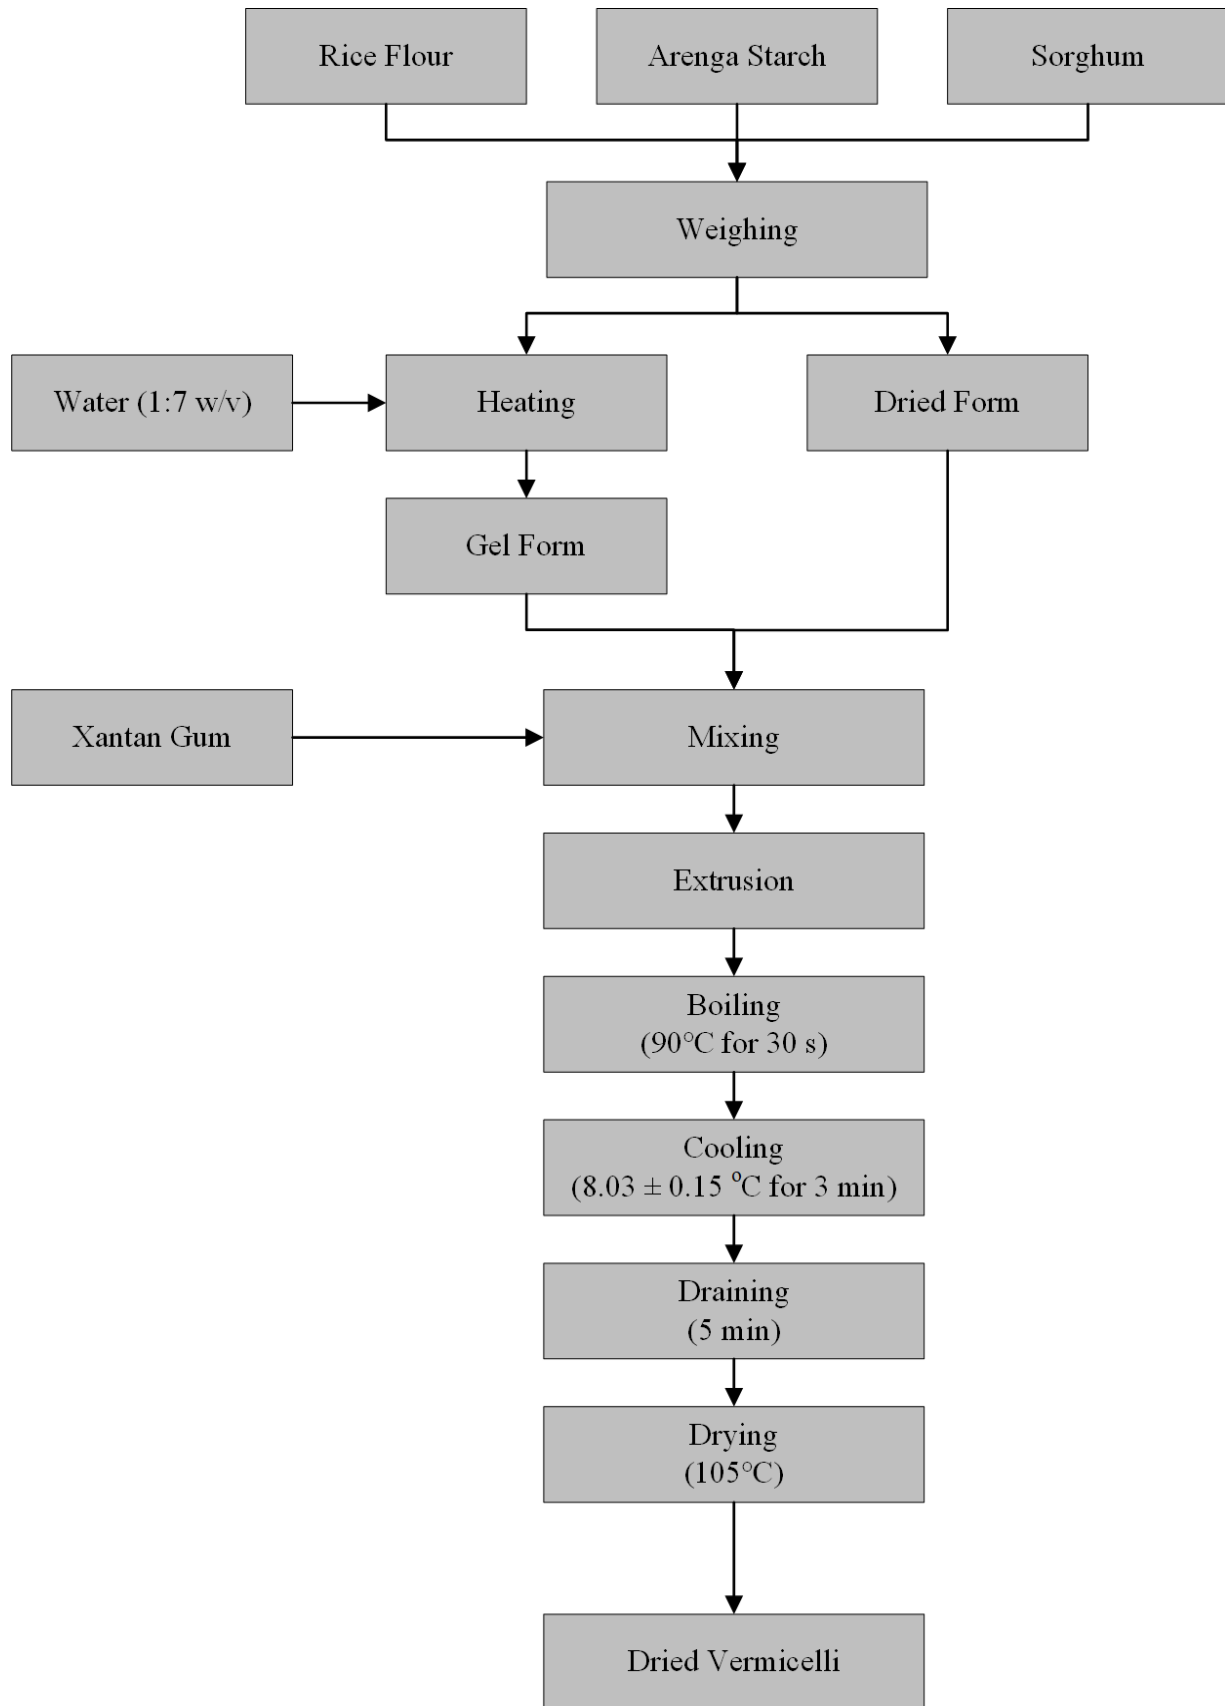 Rice Flour
Arenga Starch
Sorghum
Weighing
Water (1:7 w/v)
Heating
Dried Form
Gel Form
Xantan Gum
Mixing
Extrusion
Boiling
(90°C for 30 s)
Cooling
(8.03 ± 0.15 °C for 3 min)
Draining
(5 min)
Drying
(105°C)
Dried Vermicelli